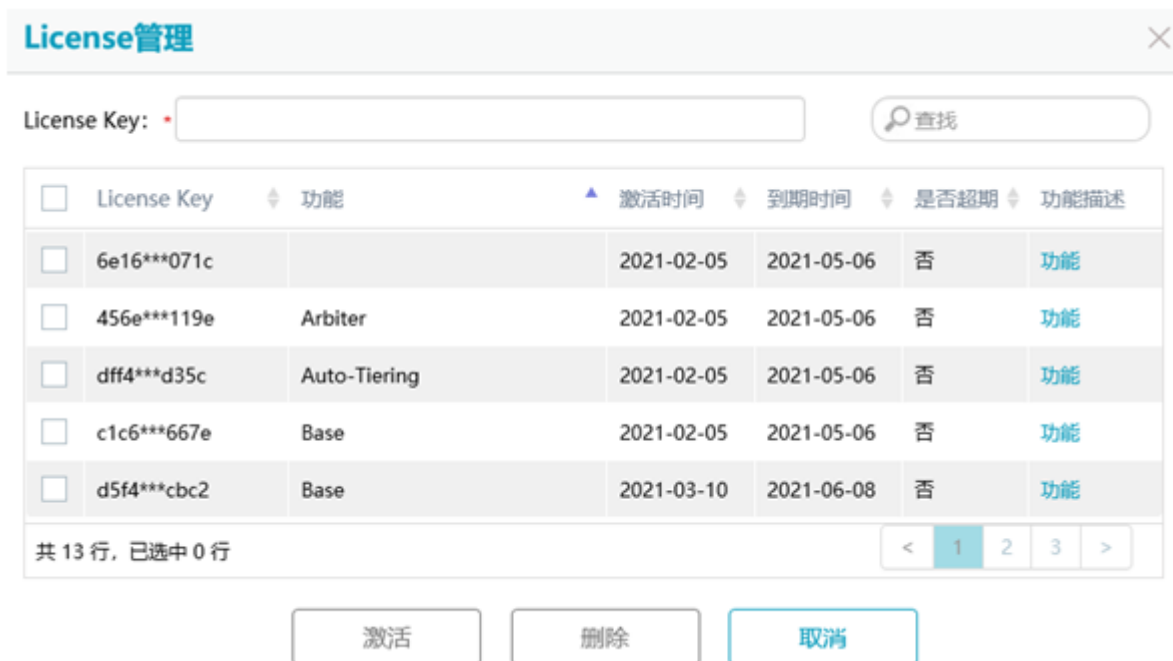 License管理
License Key: * 查找
License Key 功能 激活时间 到期时间 是否超期 功能描述
6e16***071c 2021-02-05 2021-05-06 否 功能
456e***119e Arbiter 2021-02-05 2021-05-06 否 功能
dff4***d35c Auto-Tiering 2021-02-05 2021-05-06 否 功能
c1c6***667e Base 2021-02-05 2021-05-06 否 功能
d5f4***cbc2 Base 2021-03-10 2021-06-08 否 功能
共 13 行, 已选中 0 行 < 1 2 3 >
激活 删除 取消